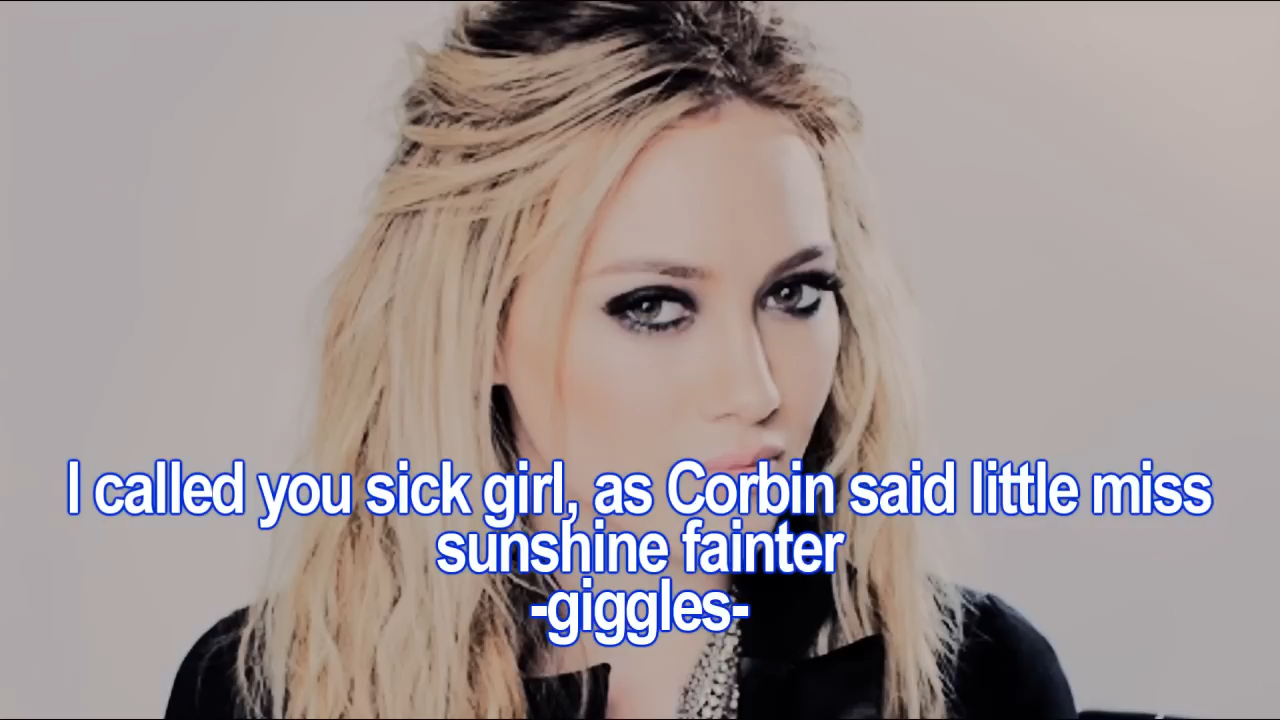 I called you sick girl, as Corbin said little miss
sunshine fainter
-giggles-